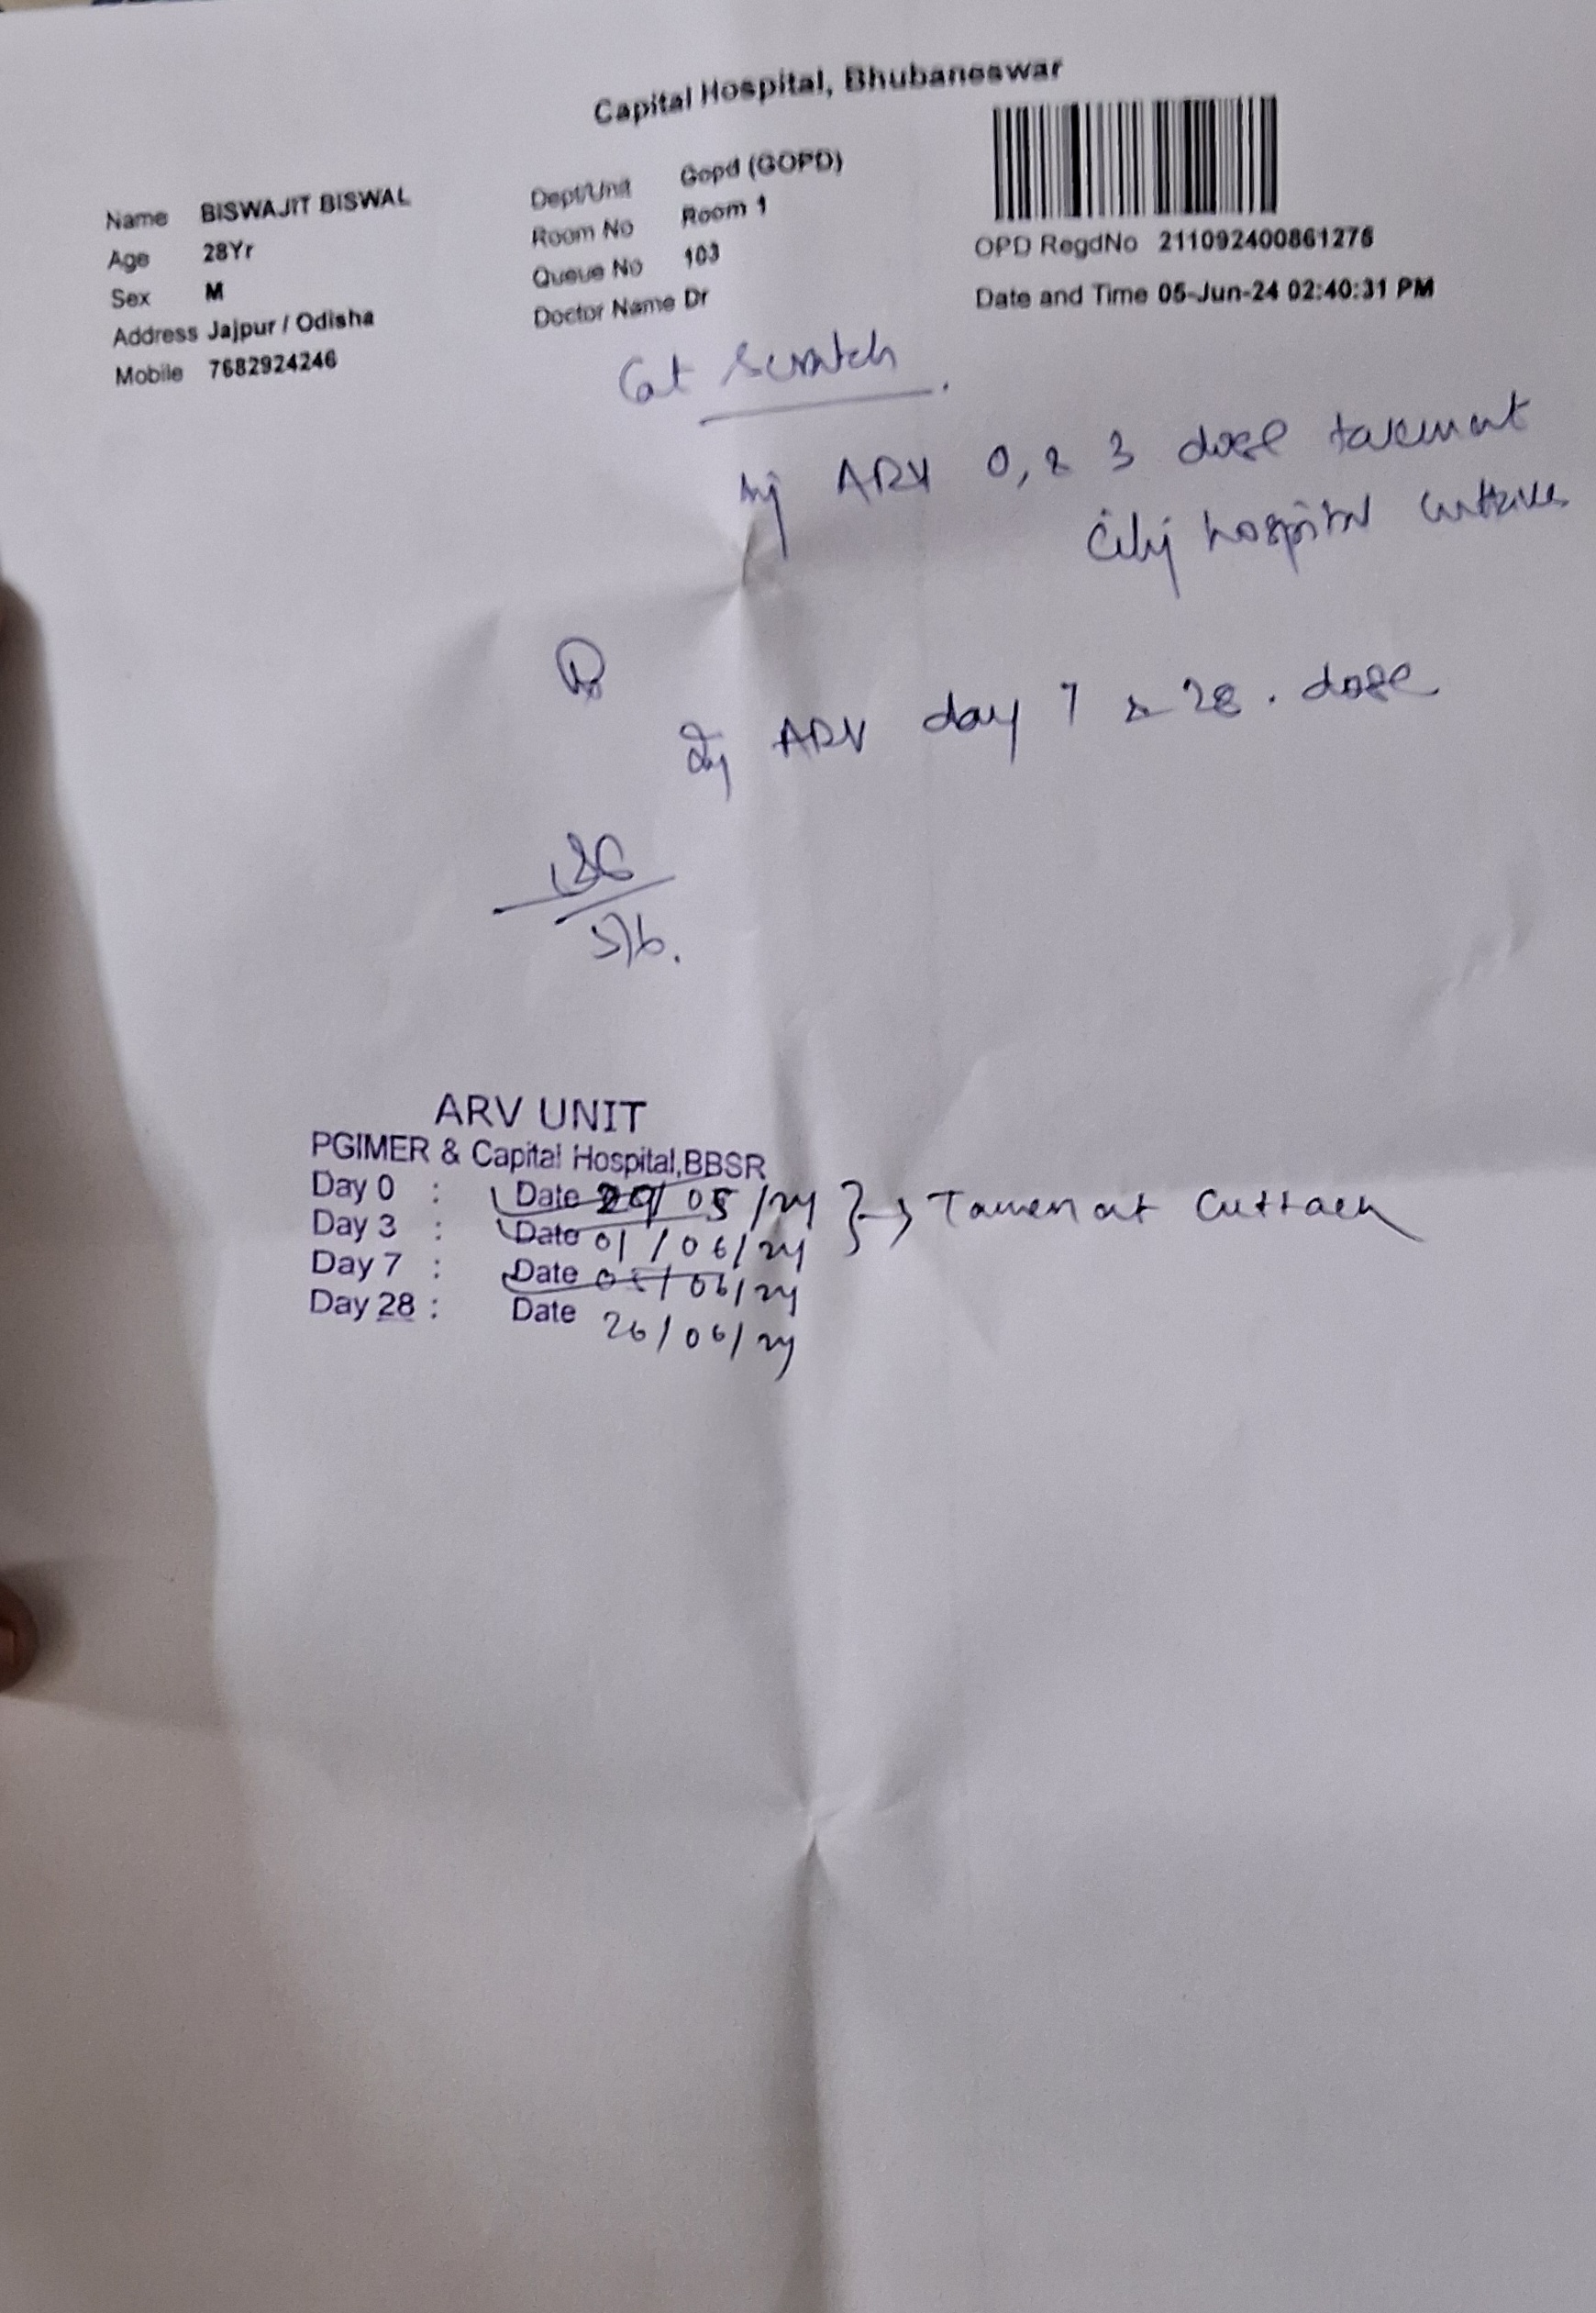 Capital Hospital, Bhubaneswar
Name BISWAJIT BISWAL
Age 28Yr
Sex M
Address Jajpur / Odisha
Mobile 7682924246
Dept/Unit Gopd (GOPD)
Room No Room 1
Queue No 103
Doctor Name Dr
OPD RegdNo 211092400861276
Date and Time 05-Jun-24 02:40:31 PM
Cat scratch
Inj ARV 0, & 3 dose taken at
City hospital
Inj ARV day 7 & 28. dose
5/6.
ARV UNIT
PGIMER & Capital Hospital,BBSR
Day 0 : Date 29/05/24 } → Taken at Cuttack
Day 3 : Date 01/06/24
Day 7 : Date 05/06/24
Day 28 : Date 26/06/24